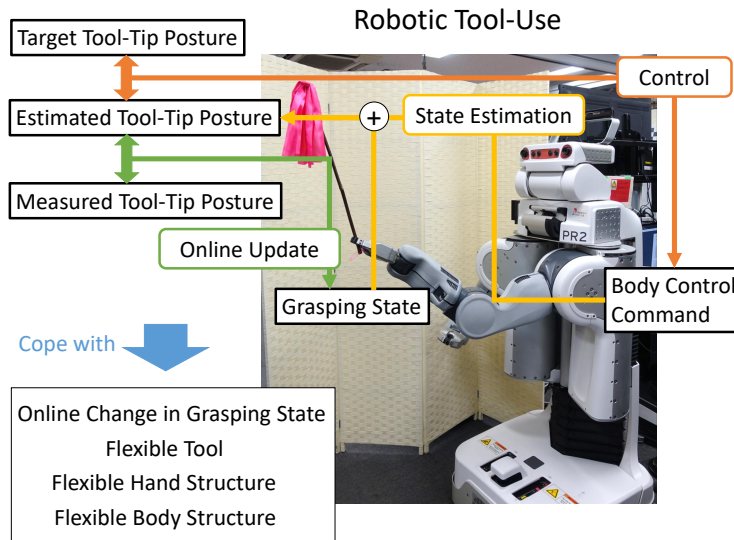 Robotic Tool-Use
Target Tool-Tip Posture
Control
Estimated Tool-Tip Posture
+
State Estimation
Measured Tool-Tip Posture
PR2
Online Update
Grasping State
Body Control
Command
Cope with
Online Change in Grasping State
Flexible Tool
Flexible Hand Structure
Flexible Body Structure